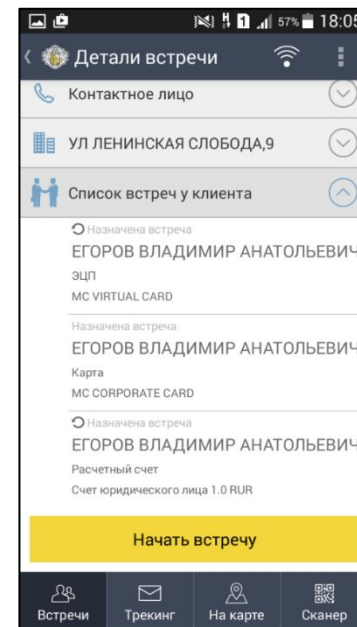 57% 18:05
Детали встречи
Контактное лицо
УЛ ЛЕНИНСКАЯ СЛОБОДА,9
Список встреч у клиента
Назначена встреча
ЕГОРОВ ВЛАДИМИР АНАТОЛЬЕВИЧ
ЭЦП
MC VIRTUAL CARD
Назначена встреча
ЕГОРОВ ВЛАДИМИР АНАТОЛЬЕВИЧ
Карта
MC CORPORATE CARD
Назначена встреча
ЕГОРОВ ВЛАДИМИР АНАТОЛЬЕВИЧ
Расчетный счет
Счет юридического лица 1.0 RUR
Начать встречу
Встречи Трекинг На карте Сканер